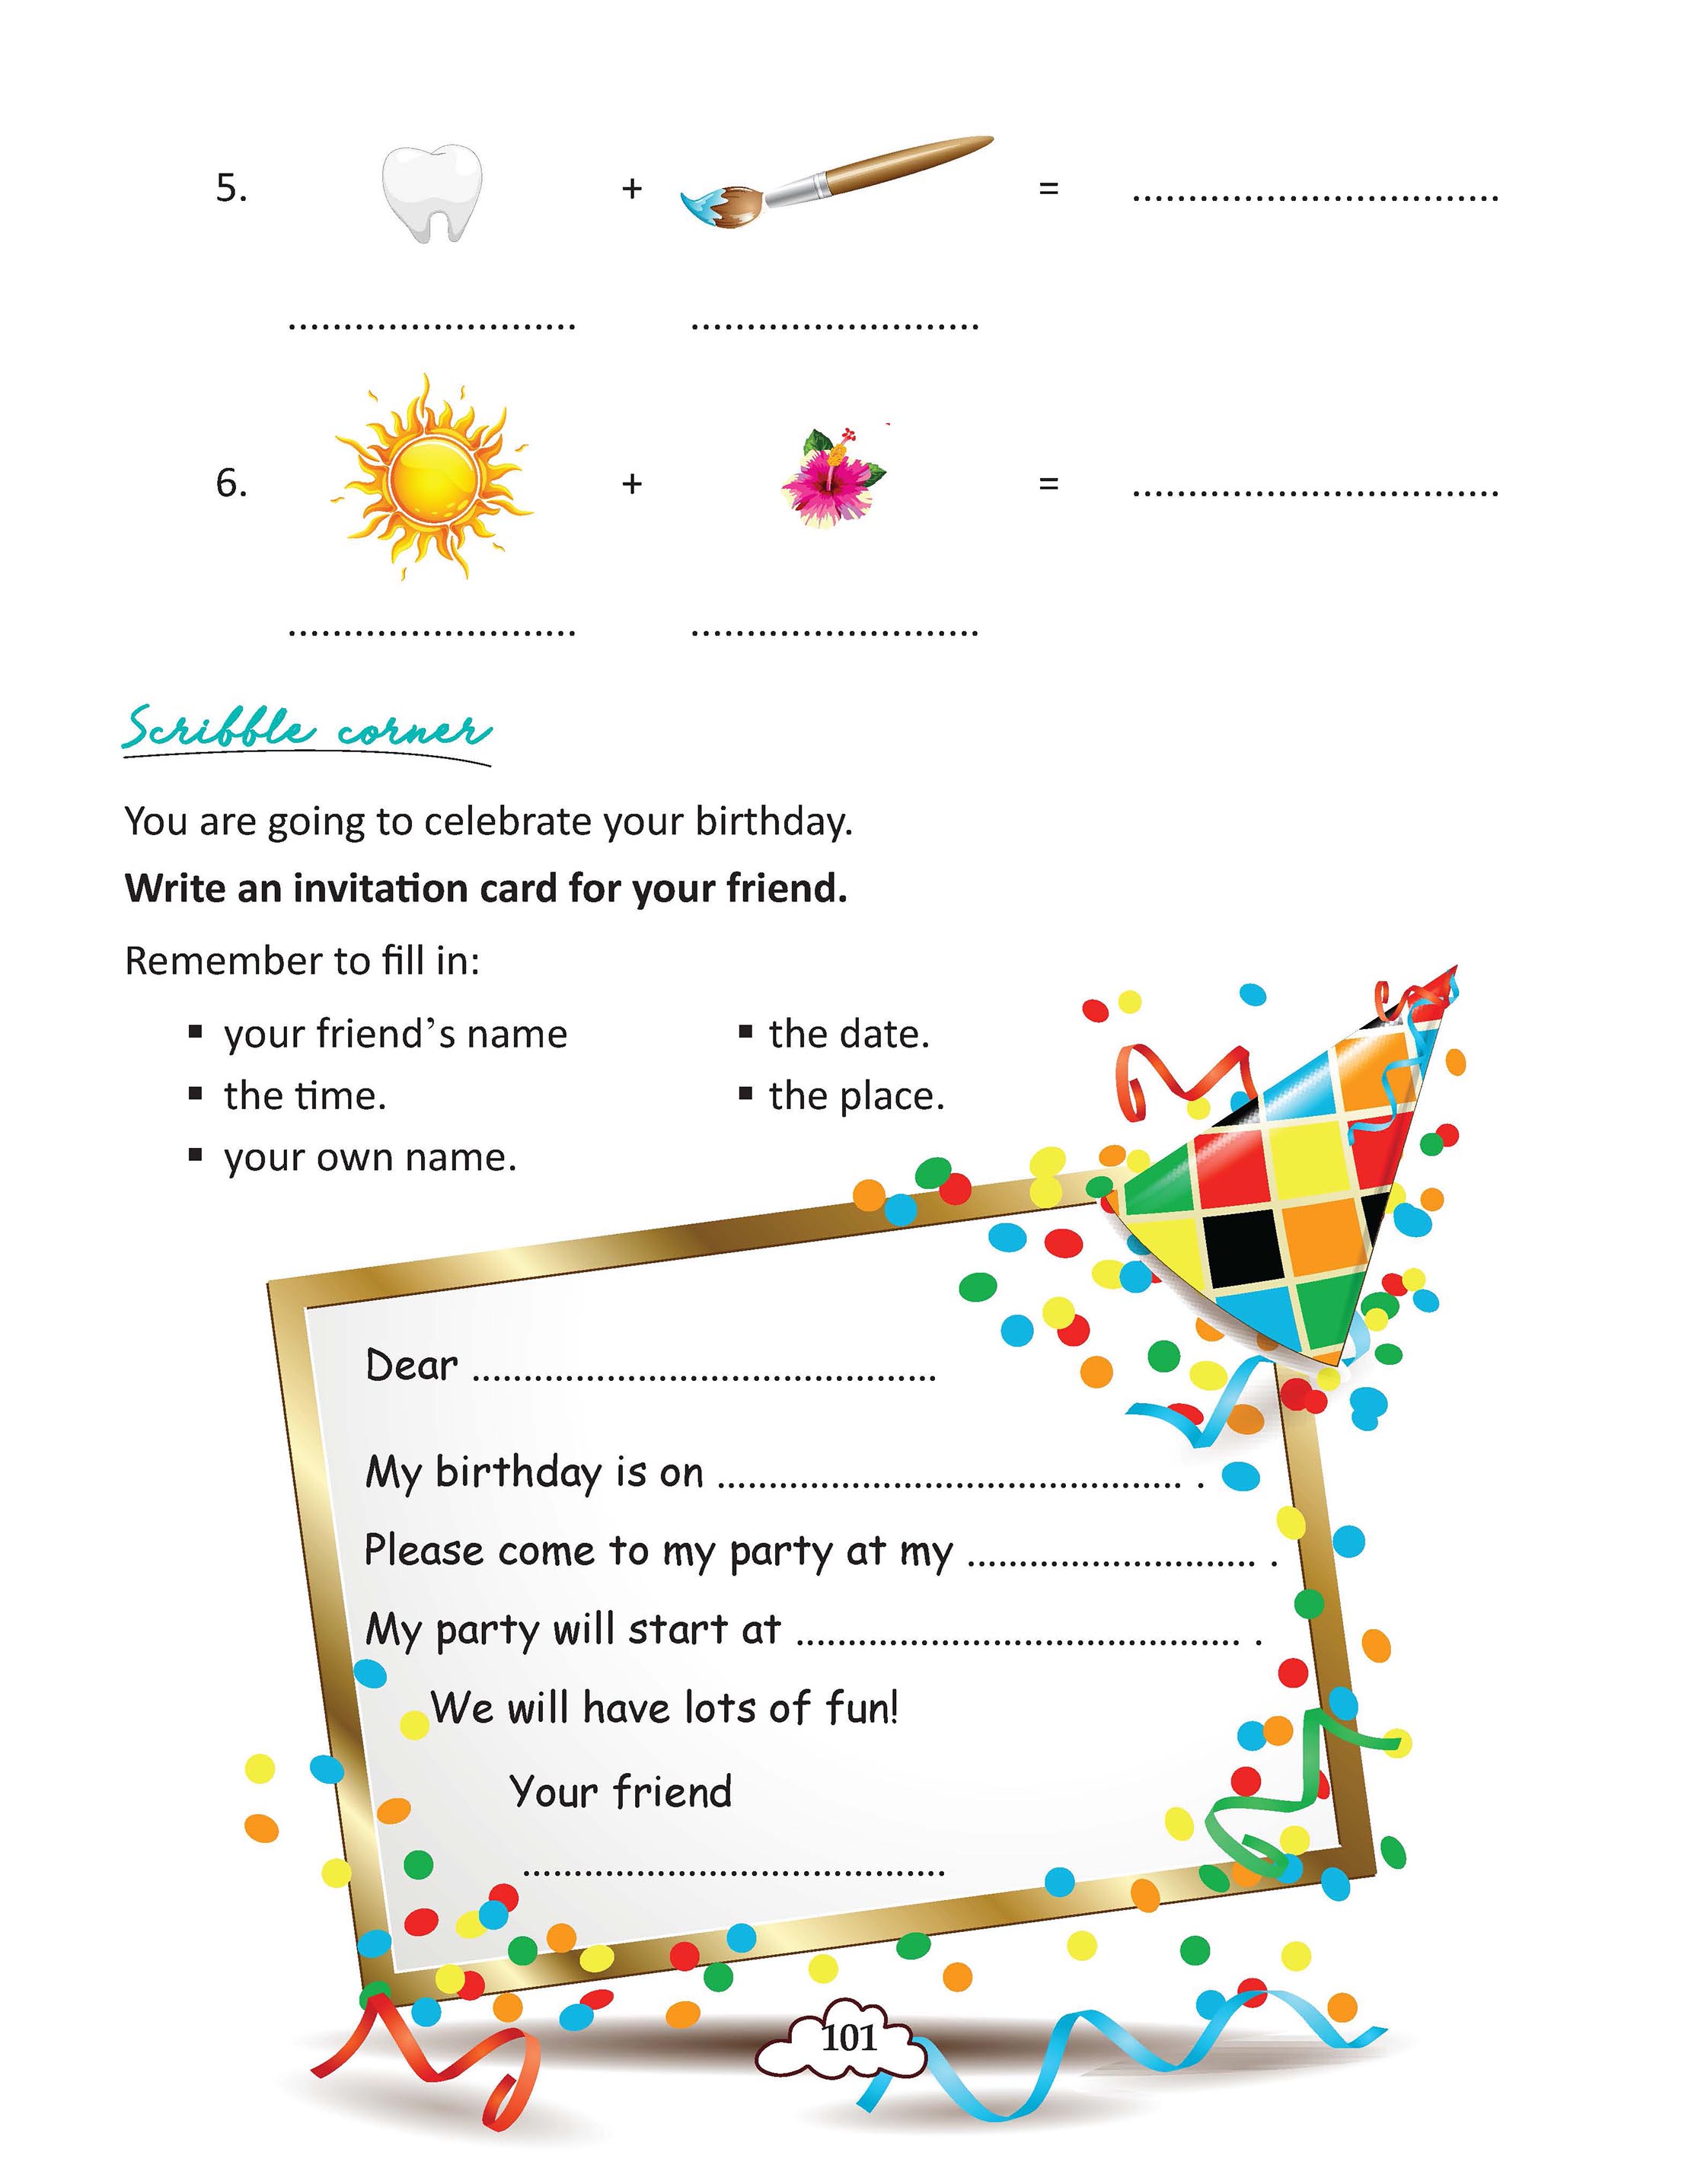 5. + = ................................
......................... .........................
6. + = ................................
......................... .........................
Scribble corner
You are going to celebrate your birthday.
Write an invitation card for your friend.
Remember to fill in:
▪ your friend's name
▪ the date.
▪ the time.
▪ the place.
▪ your own name.
Dear .............................................
My birthday is on ............................................. .
Please come to my party at my ............................ .
My party will start at ........................................... .
We will have lots of fun!
Your friend
.........................................
101